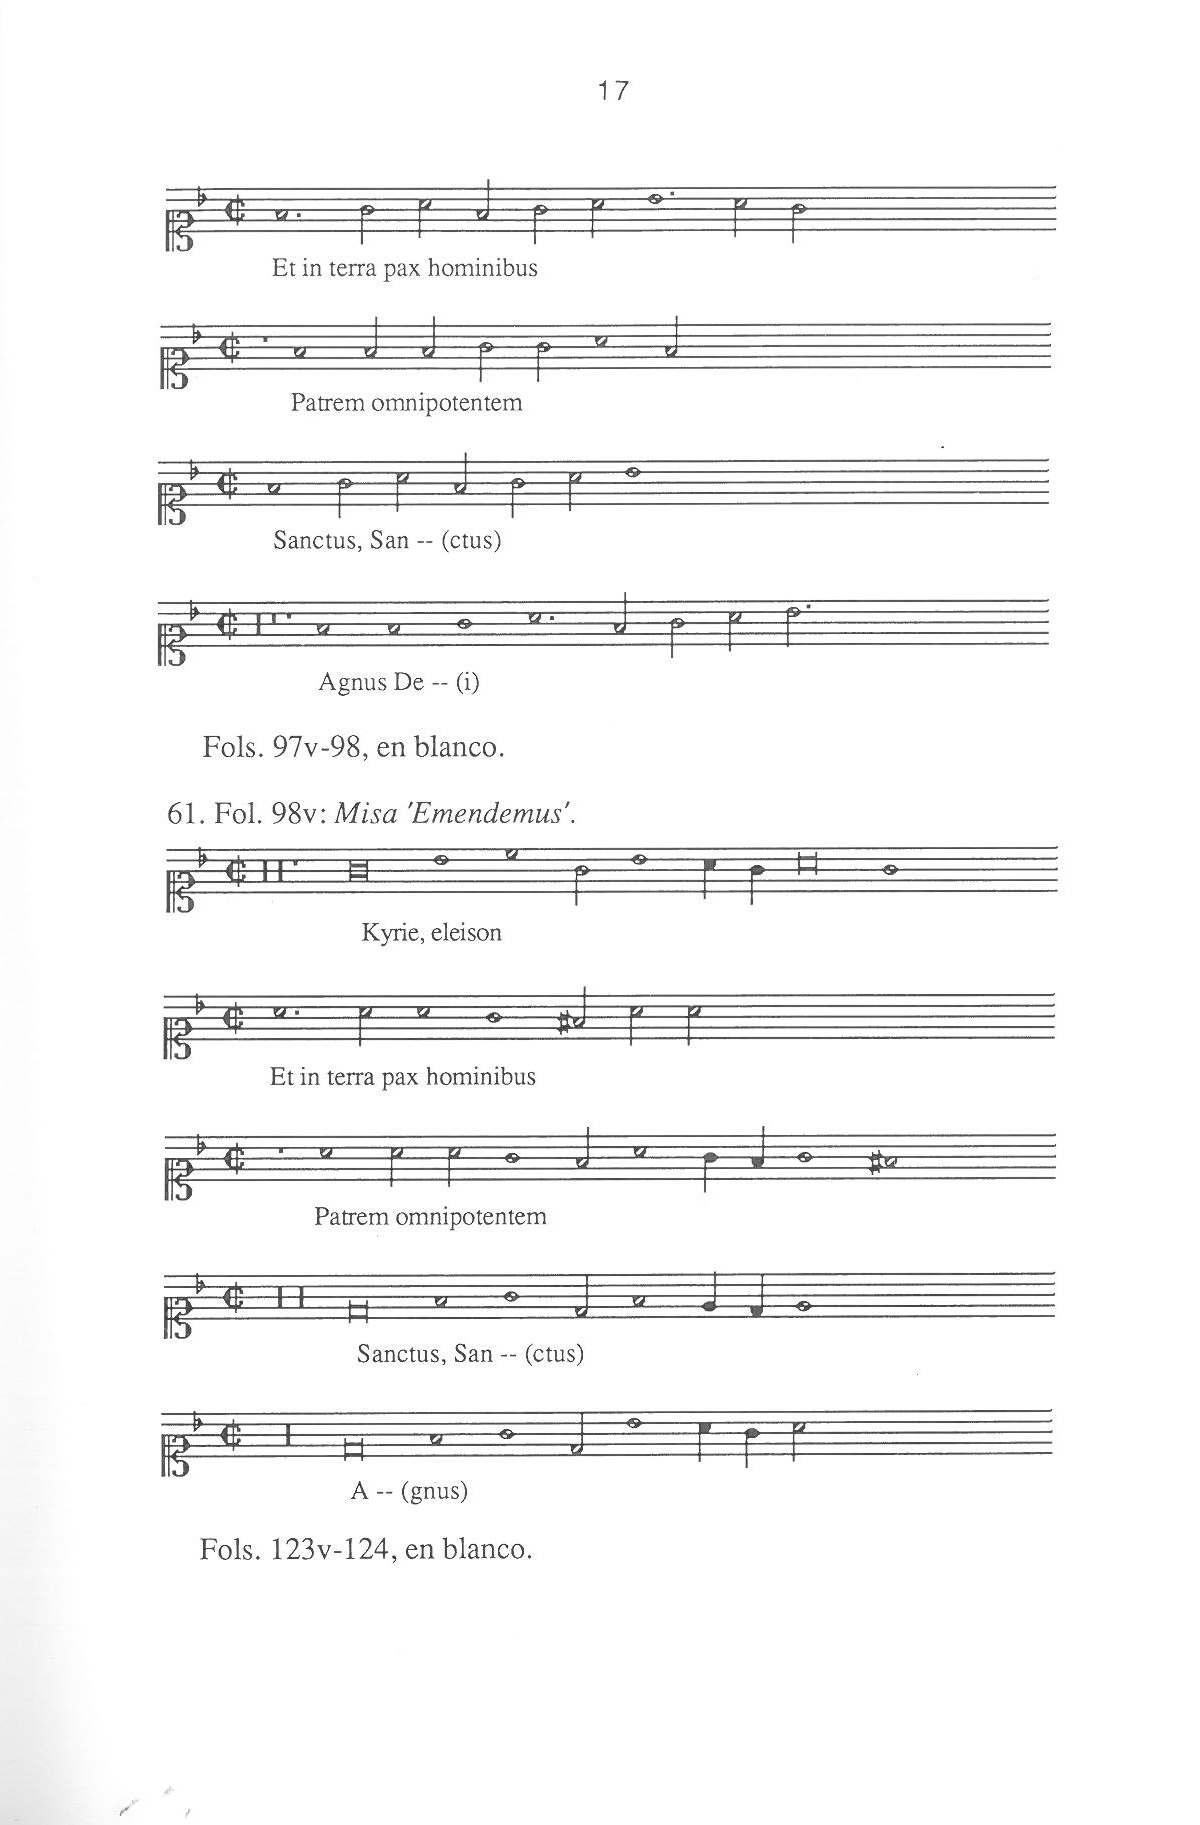 17
Et in terra pax hominibus
Patrem omnipotentem
Sanctus, San -- (ctus)
Agnus De -- (i)
Fols. 97v-98, en blanco.
61. Fol. 98v: Misa 'Emendemus'.
Kyrie, eleison
Et in terra pax hominibus
Patrem omnipotentem
Sanctus, San -- (ctus)
A -- (gnus)
Fols. 123v-124, en blanco.